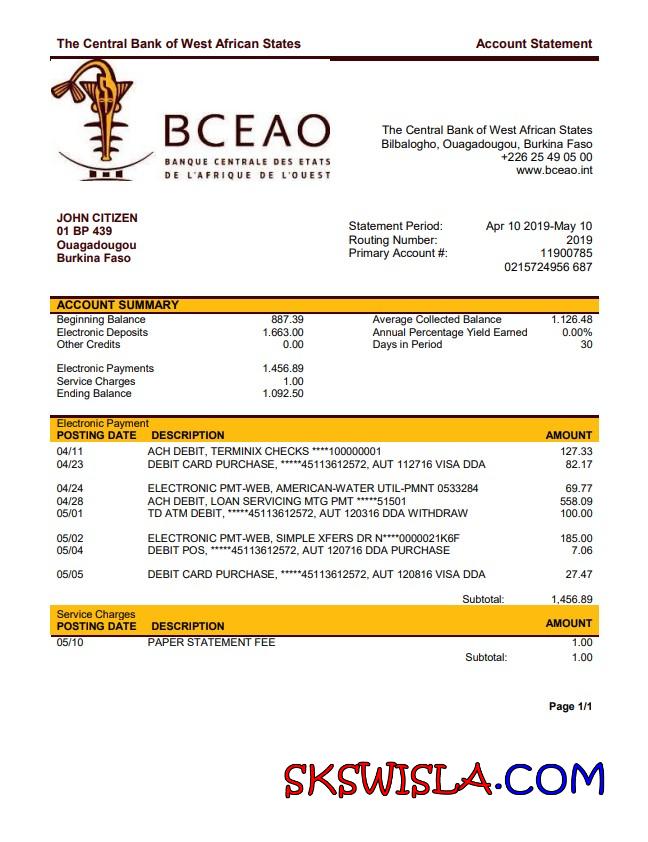 The Central Bank of West African States Account Statement
BCEAO
BANQUE CENTRALE DES ETATS
DE L'AFRIQUE DE L'OUEST
The Central Bank of West African States
Bilbalogho, Ouagadougou, Burkina Faso
+226 25 49 05 00
www.bceao.int
JOHN CITIZEN
01 BP 439
Ouagadougou
Burkina Faso
Statement Period: Apr 10 2019-May 10
Routing Number: 2019
Primary Account #: 11900785
0215724956 687
ACCOUNT SUMMARY
Beginning Balance 887.39 Average Collected Balance 1.126.48
Electronic Deposits 1.663.00 Annual Percentage Yield Earned 0.00%
Other Credits 0.00 Days in Period 30
Electronic Payments 1.456.89
Service Charges 1.00
Ending Balance 1.092.50
Electronic Payment
POSTING DATE DESCRIPTION AMOUNT
04/11 ACH DEBIT, TERMINIX CHECKS ****100000001 127.33
04/23 DEBIT CARD PURCHASE, *****45113612572, AUT 112716 VISA DDA 82.17
04/24 ELECTRONIC PMT-WEB, AMERICAN-WATER UTIL-PMNT 0533284 69.77
04/28 ACH DEBIT, LOAN SERVICING MTG PMT *****51501 558.09
05/01 TD ATM DEBIT, *****45113612572, AUT 120316 DDA WITHDRAW 100.00
05/02 ELECTRONIC PMT-WEB, SIMPLE XFERS DR N****0000021K6F 185.00
05/04 DEBIT POS, *****45113612572, AUT 120716 DDA PURCHASE 7.06
05/05 DEBIT CARD PURCHASE, *****45113612572, AUT 120816 VISA DDA 27.47
Subtotal: 1,456.89
Service Charges
POSTING DATE DESCRIPTION AMOUNT
05/10 PAPER STATEMENT FEE 1.00
Subtotal: 1.00
Page 1/1
SKSWISLA.COM